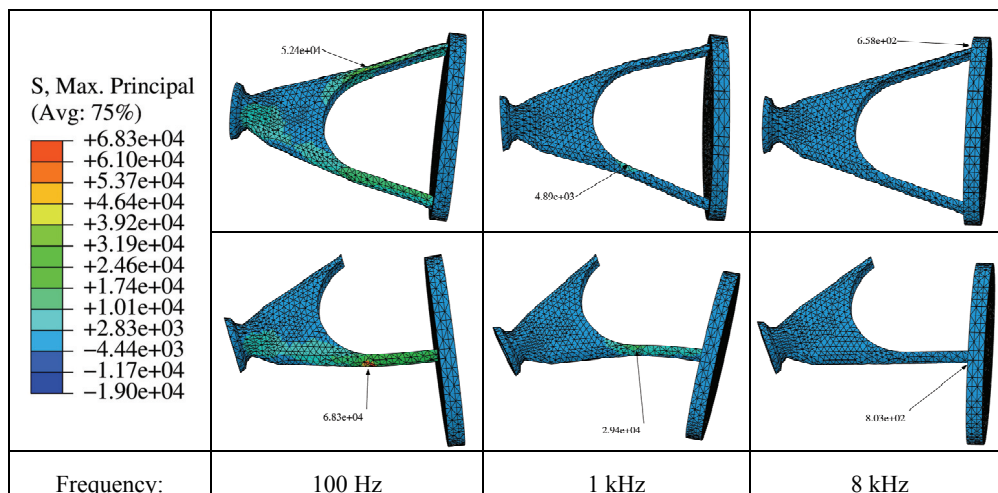 S, Max. Principal
(Avg: 75%)
+6.83e+04
+6.10e+04
+5.37e+04
+4.64e+04
+3.92e+04
+3.19e+04
+2.46e+04
+1.74e+04
+1.01e+04
+2.83e+03
−4.44e+03
−1.17e+04
−1.90e+04
5.24e+04
4.89e+03
6.58e+02
6.83e+04
2.94e+04
8.03e+02
Frequency: 100 Hz 1 kHz 8 kHz